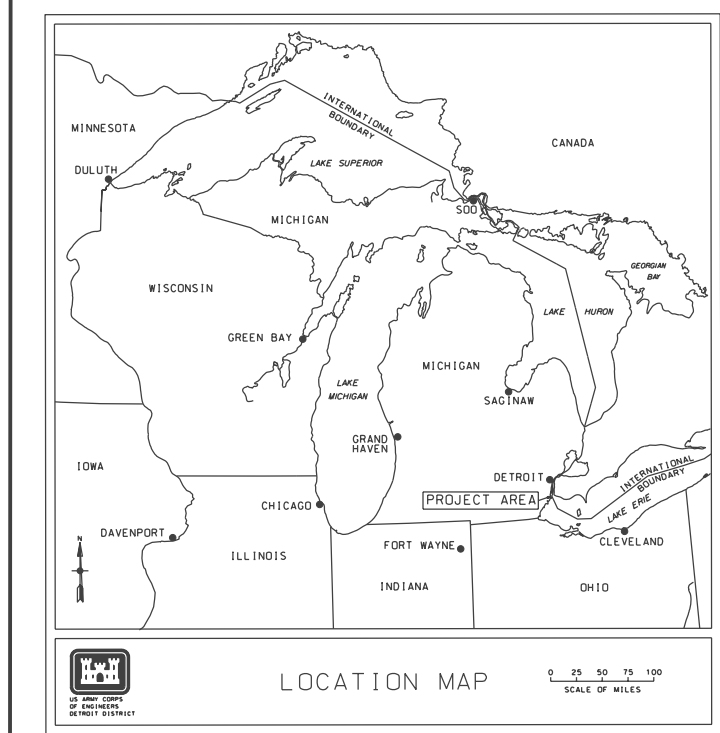 INTERNATIONAL
BOUNDARY
MINNESOTA
CANADA
DULUTH
LAKE SUPERIOR
SOO
MICHIGAN
GEORGIAN
BAY
WISCONSIN
LAKE HURON
GREEN BAY
MICHIGAN
LAKE
MICHIGAN
SAGINAW
GRAND
HAVEN
IOWA
DETROIT
INTERNATIONAL
BOUNDARY
PROJECT AREA
LAKE ERIE
CHICAGO
DAVENPORT
CLEVELAND
N
FORT WAYNE
ILLINOIS
INDIANA
OHIO
US ARMY CORPS
OF ENGINEERS
DETROIT DISTRICT
LOCATION MAP
0 25 50 75 100
SCALE OF MILES